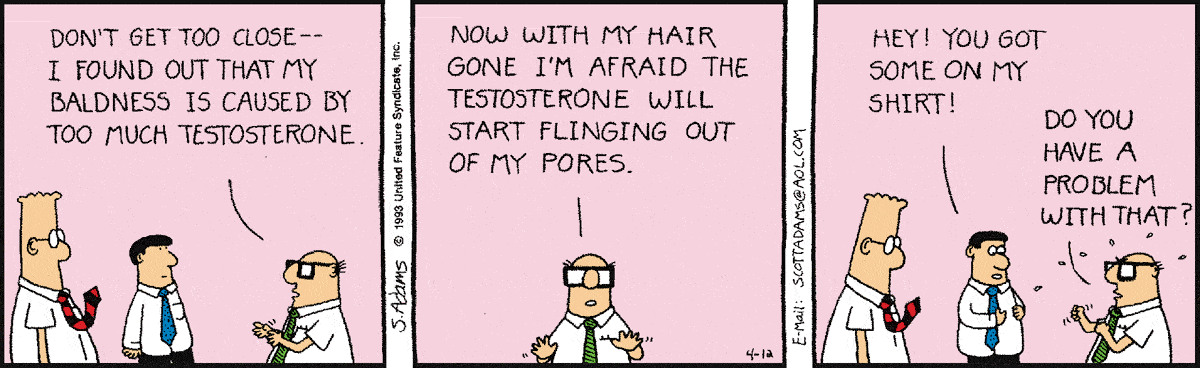 DON'T GET TOO CLOSE--
I FOUND OUT THAT MY
BALDNESS IS CAUSED BY
TOO MUCH TESTOSTERONE.
S. Adams © 1993 United Feature Syndicate, Inc.
NOW WITH MY HAIR
GONE I'M AFRAID THE
TESTOSTERONE WILL
START FLINGING OUT
OF MY PORES.
4-12
E-Mail: SCOTTADAMS@AOL.COM
HEY! YOU GOT
SOME ON MY
SHIRT!
DO YOU
HAVE A
PROBLEM
WITH THAT?